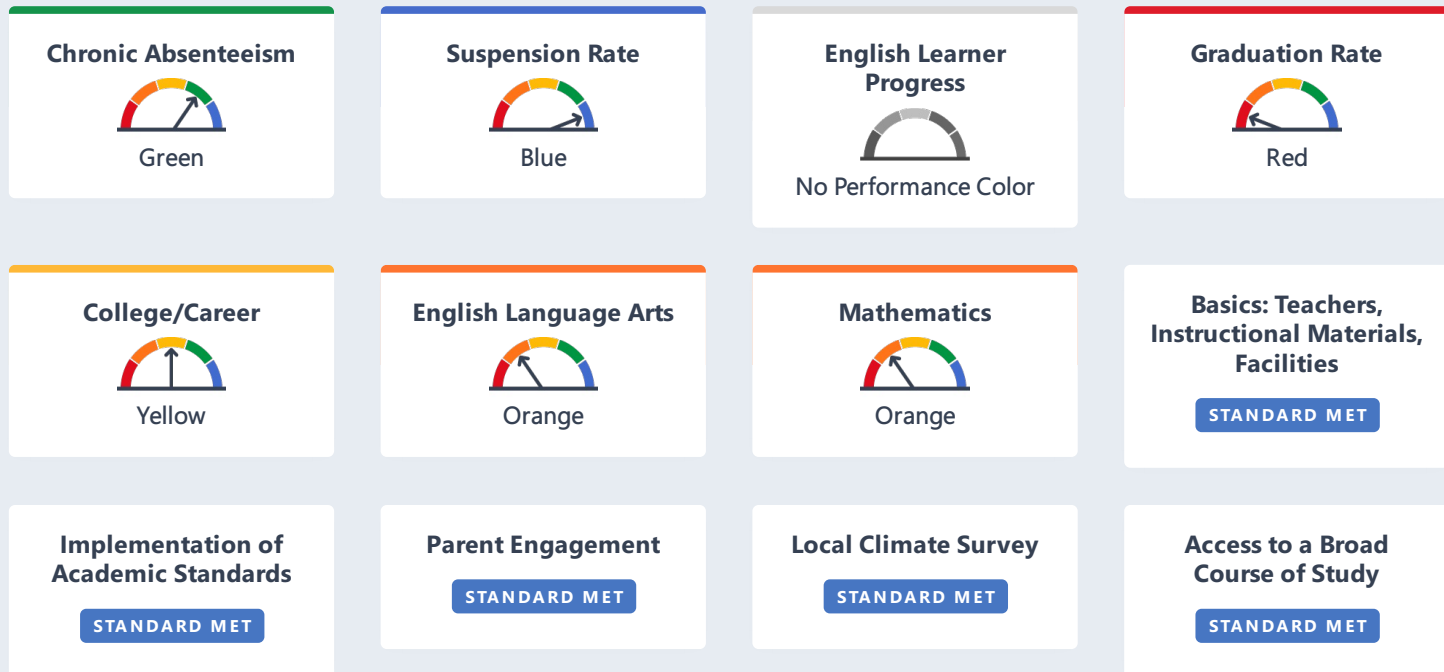 Chronic Absenteeism
Green
Suspension Rate
Blue
English Learner
Progress
No Performance Color
Graduation Rate
Red
College/Career
Yellow
English Language Arts
Orange
Mathematics
Orange
Basics: Teachers,
Instructional Materials,
Facilities
STANDARD MET
Implementation of
Academic Standards
STANDARD MET
Parent Engagement
STANDARD MET
Local Climate Survey
STANDARD MET
Access to a Broad
Course of Study
STANDARD MET